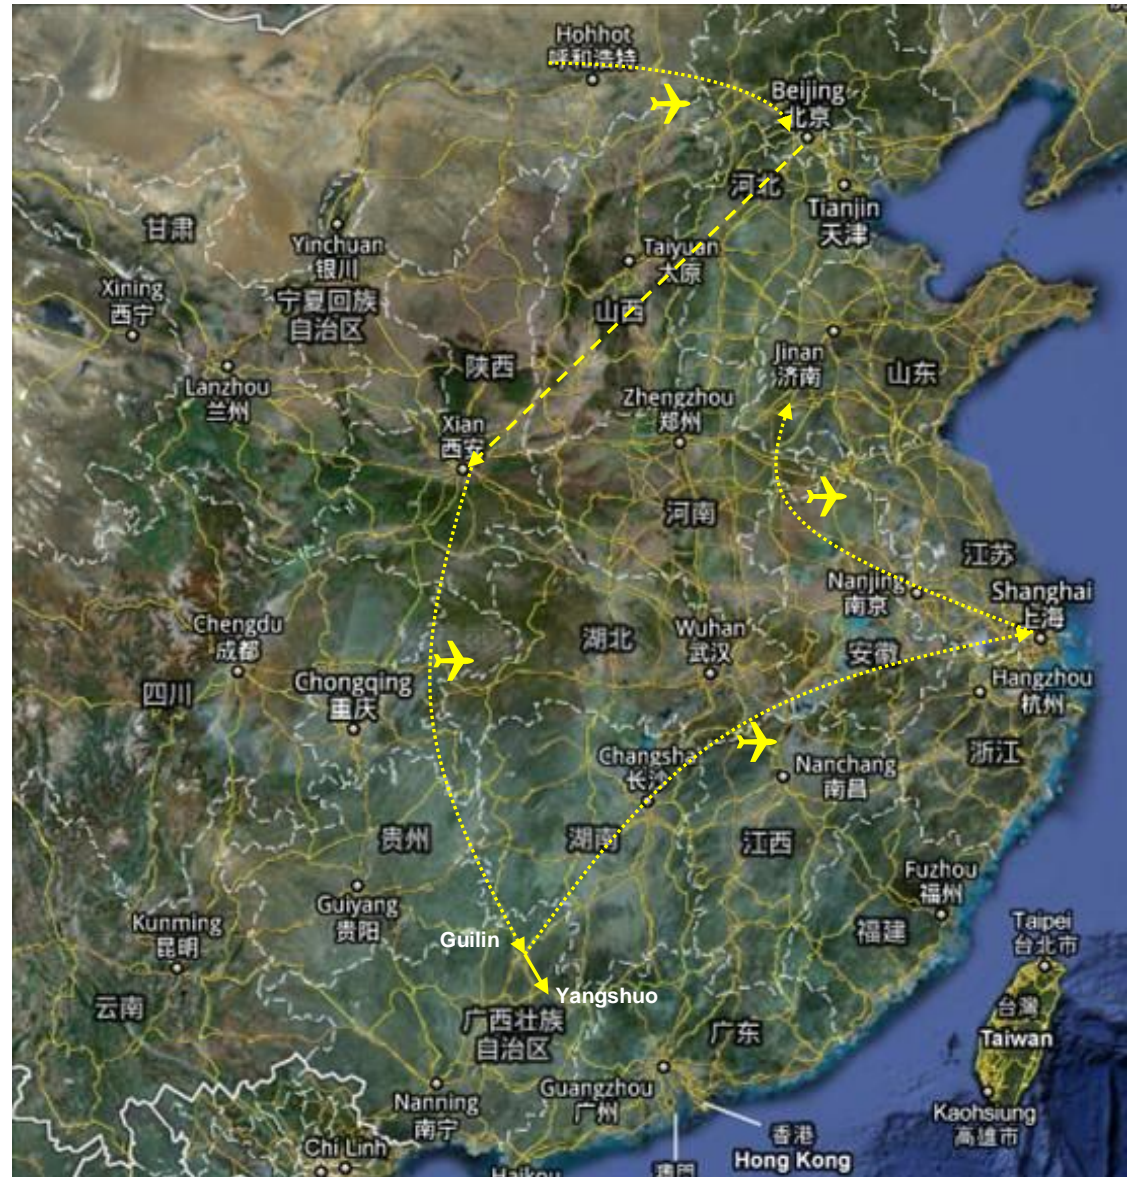 Hohhot
呼和浩特
Beijing
北京
河北
Tianjin
天津
甘肃
Yinchuan
银川
宁夏回族
自治区
Taiyuan
太原
山西
Xining
西宁
Lanzhou
兰州
陕西
Jinan
济南
山东
Zhengzhou
郑州
Xian
西安
河南
江苏
Nanjing
南京
Shanghai
上海
Chengdu
成都
湖北
Wuhan
武汉
安徽
四川
Chongqing
重庆
Hangzhou
杭州
Changsha
长沙
Nanchang
南昌
浙江
贵州
湖南
江西
Fuzhou
福州
Guiyang
贵阳
Kunming
昆明
Guilin
福建
Taipei
台北市
Yangshuo
云南
广西壮族
自治区
广东
台灣
Taiwan
Guangzhou
广州
Nanning
南宁
Kaohsiung
高雄市
香港
Hong Kong
Chi Linh